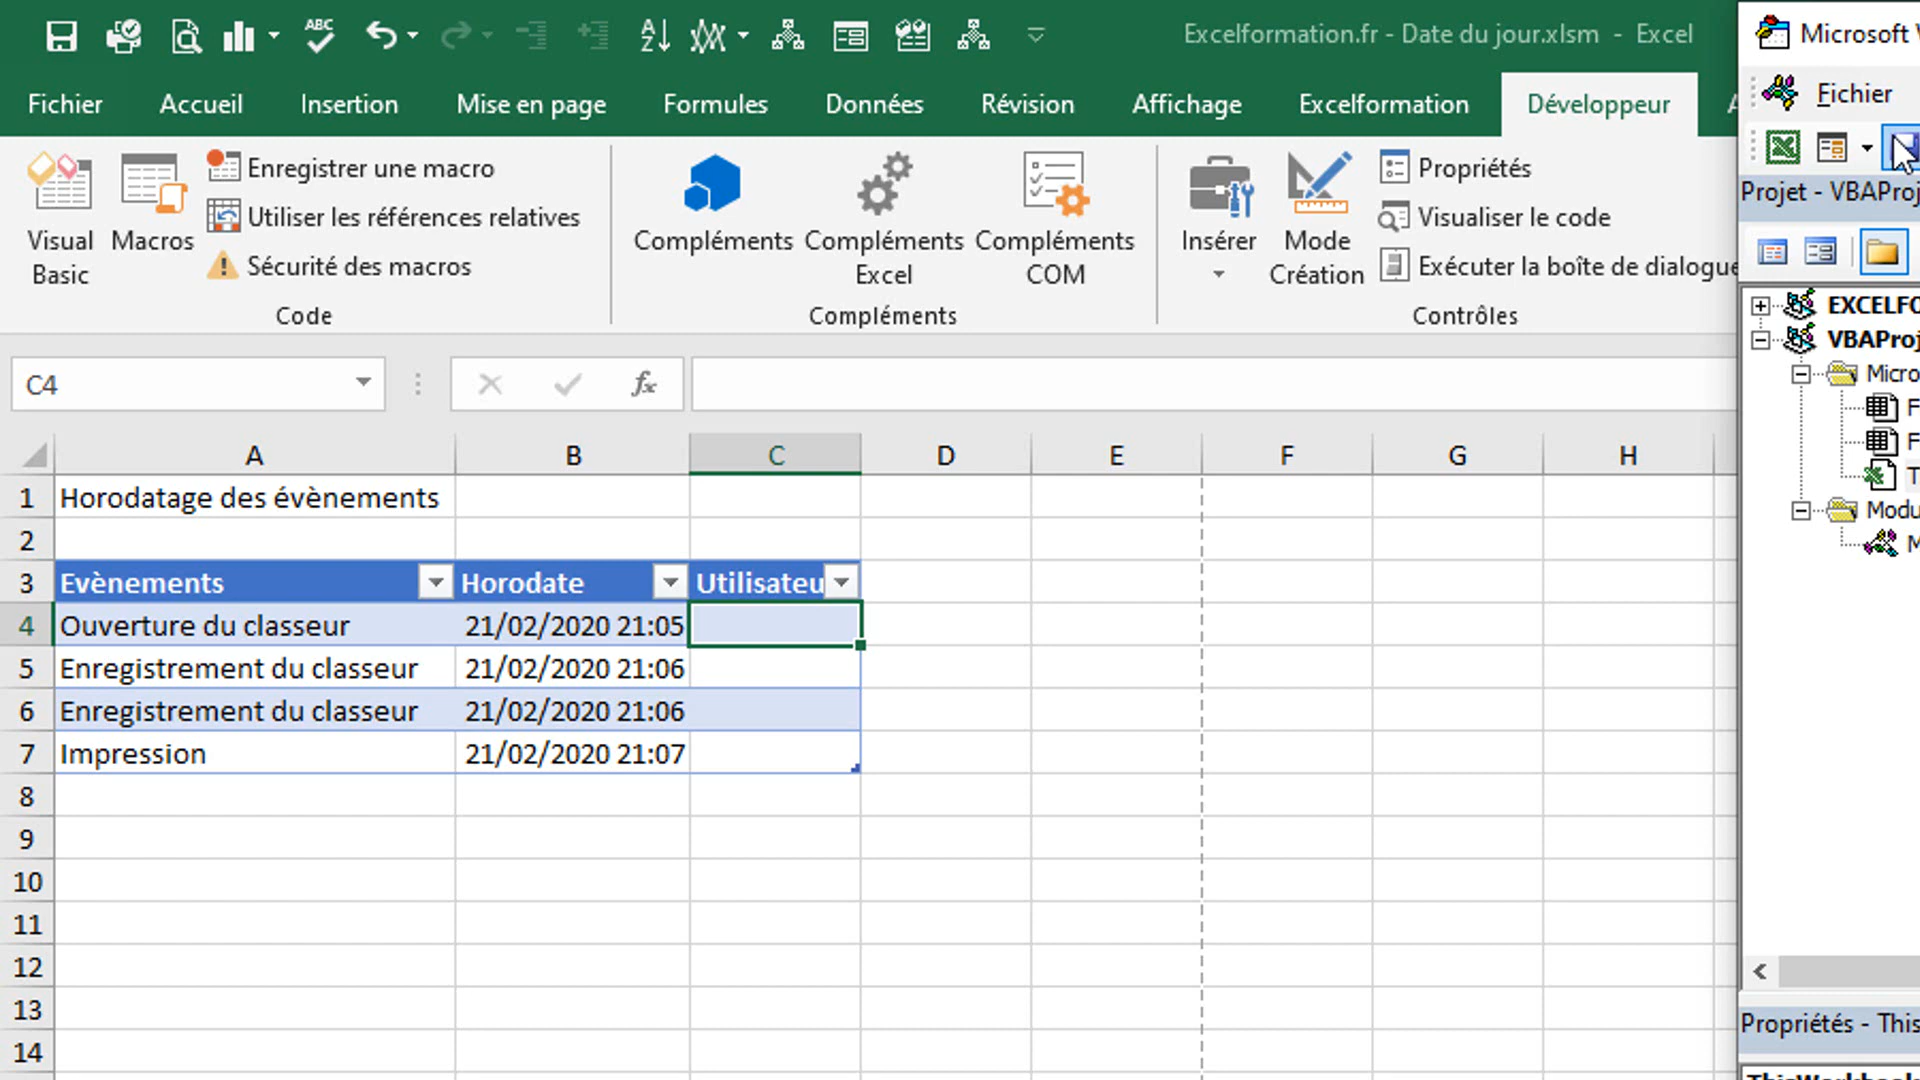 Excelformation.fr - Date du jour.xlsm - Excel
Fichier Accueil Insertion Mise en page Formules Données Révision Affichage Excelformation Développeur
Visual Basic
Macros
Enregistrer une macro
Utiliser les références relatives
Sécurité des macros
Code
Compléments
Compléments Excel
Compléments COM
Compléments
Insérer
Mode Création
Propriétés
Visualiser le code
Exécuter la boîte de dialogue
Contrôles
C4
fx
A B C D E F G H
1 Horodatage des évènements
2
3 Evènements Horodate Utilisateu
4 Ouverture du classeur 21/02/2020 21:05
5 Enregistrement du classeur 21/02/2020 21:06
6 Enregistrement du classeur 21/02/2020 21:06
7 Impression 21/02/2020 21:07
8
9
10
11
12
13
14
Microsoft
Fichier
Projet - VBAProj
EXCELFO
VBAProj
Micro
F
F
T
Modu
M
Propriétés - This